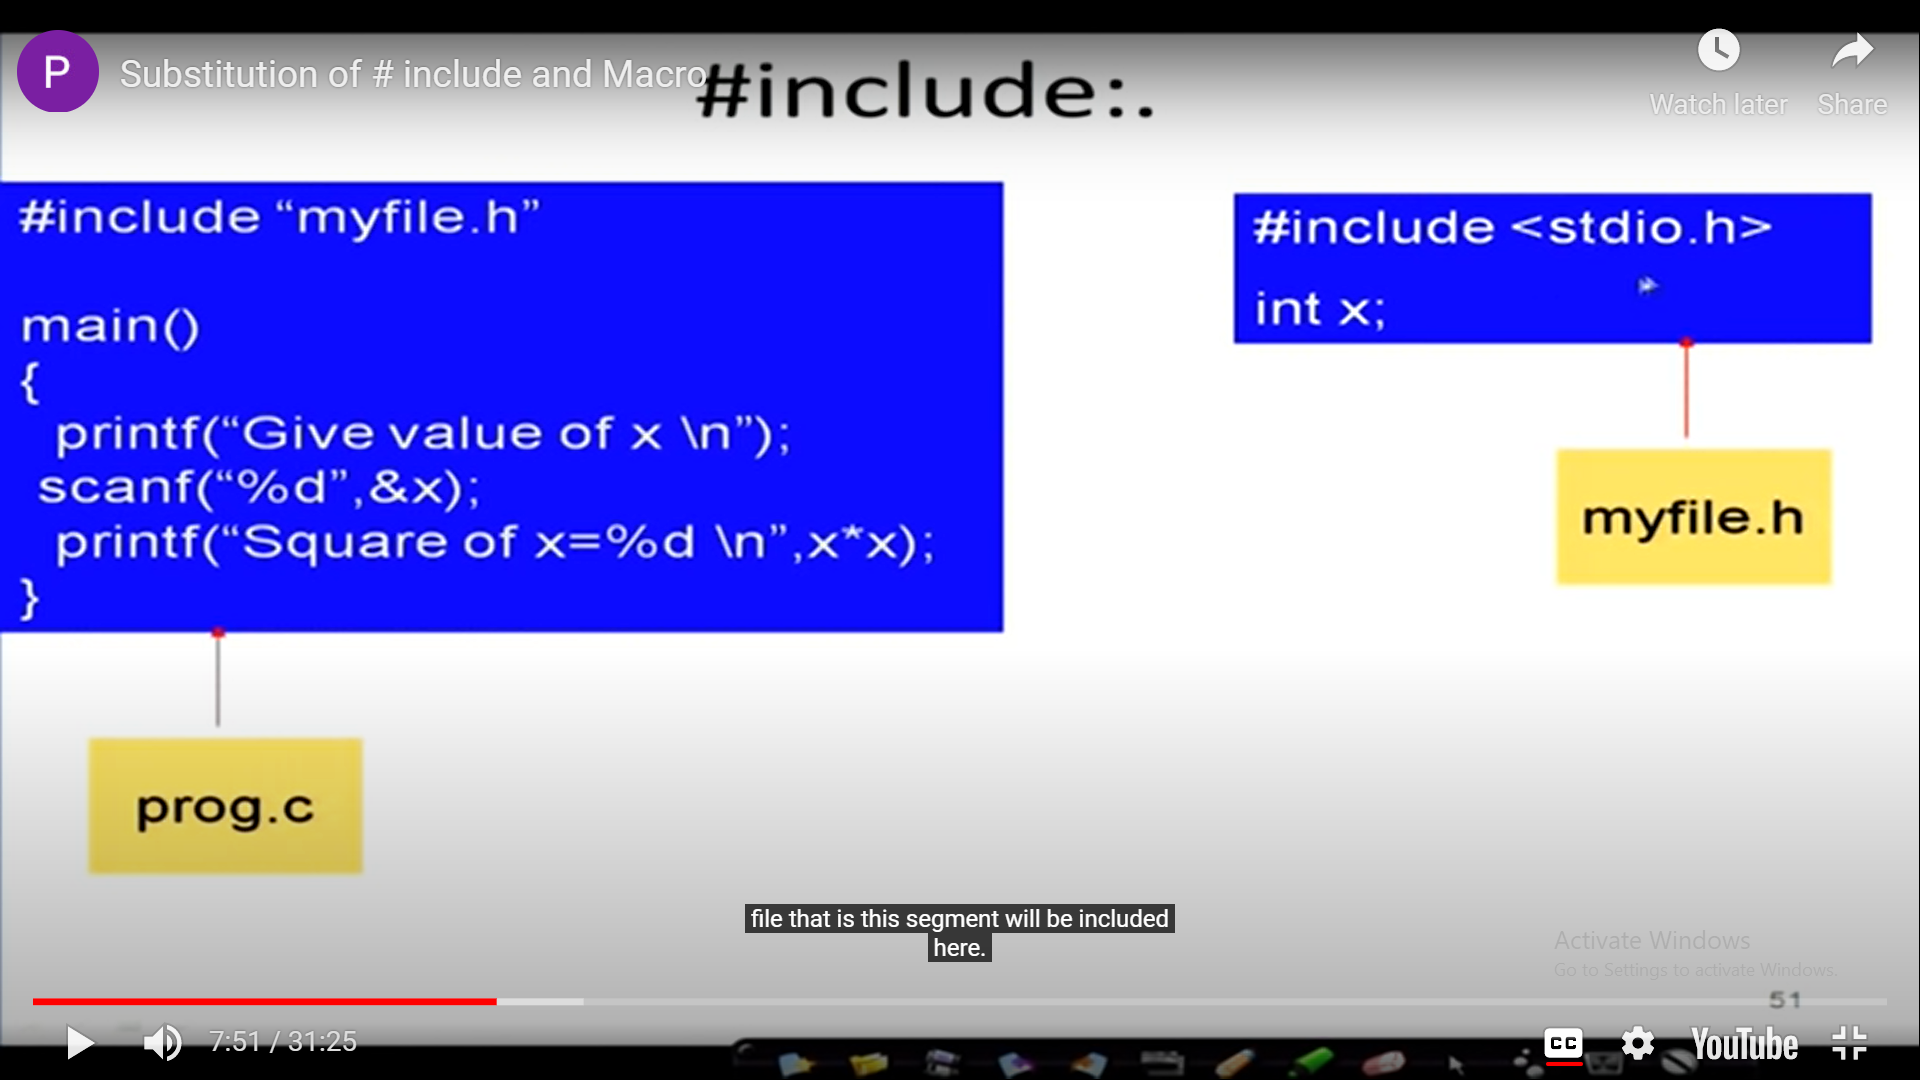 P
Substitution of # include and Macro
#include:.
Watch later
Share
#include “myfile.h”
main()
{
printf(“Give value of x \n”);
scanf(“%d”,&x);
printf(“Square of x=%d \n”,x*x);
}
#include <stdio.h>
int x;
myfile.h
prog.c
file that is this segment will be included
here.
Activate Windows
Go to Settings to activate Windows.
51
7:51 / 31:25
CC
YouTube